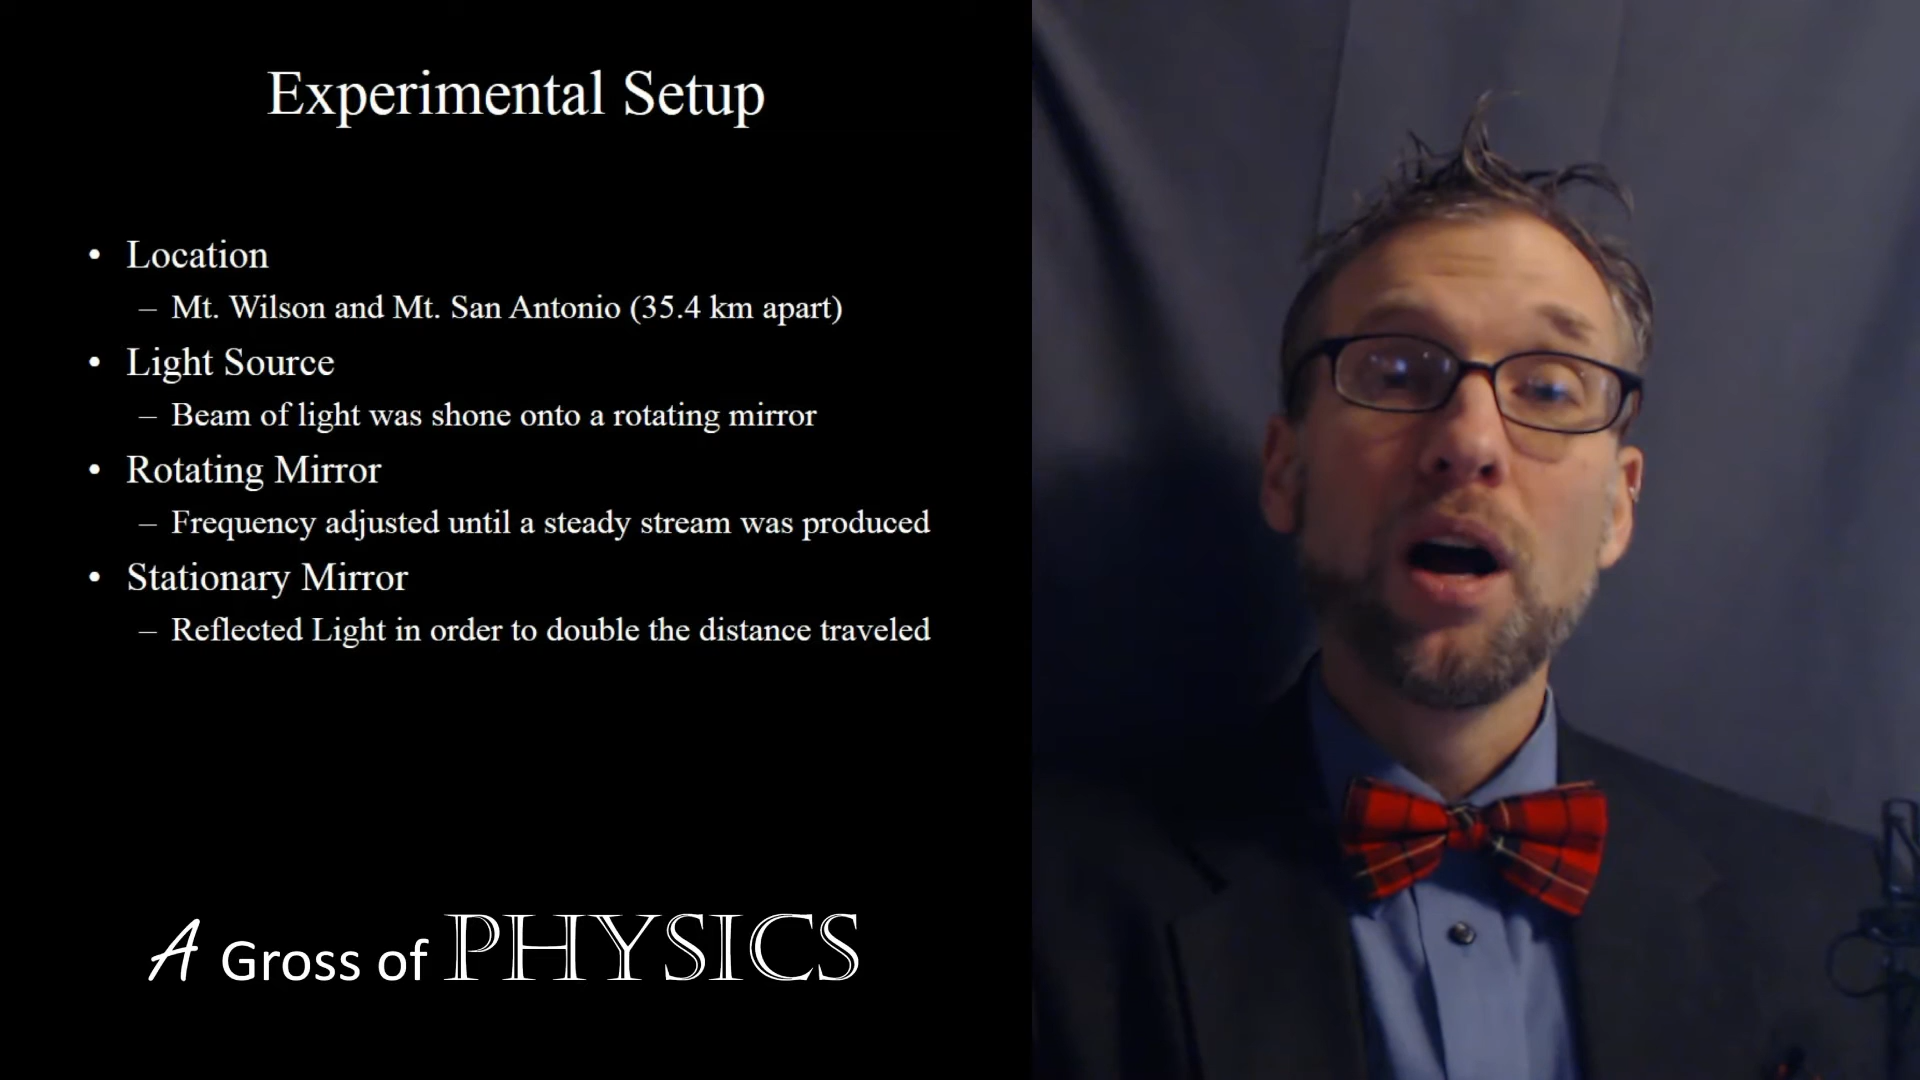 Experimental Setup
• Location
– Mt. Wilson and Mt. San Antonio (35.4 km apart)
• Light Source
– Beam of light was shone onto a rotating mirror
• Rotating Mirror
– Frequency adjusted until a steady stream was produced
• Stationary Mirror
– Reflected Light in order to double the distance traveled
A Gross of PHYSICS